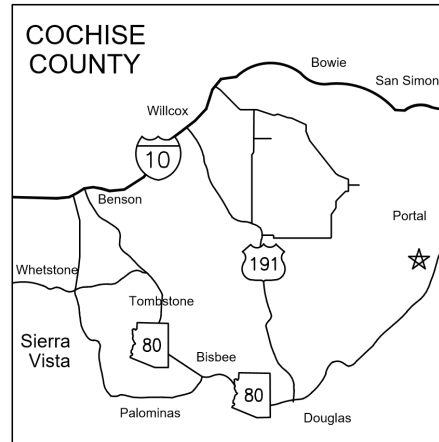 COCHISE
COUNTY
Bowie
San Simon
Willcox
10
Benson
Portal
Whetstone
191
Tombstone
Sierra
Vista
80
Bisbee
80
Palominas
Douglas